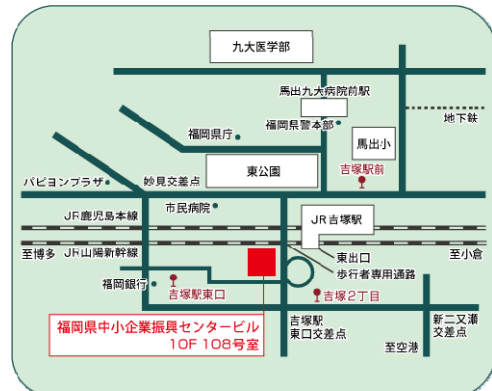 九大医学部
馬出九大病院前駅
地下鉄
福岡県庁
福岡県警本部
馬出小
東公園
吉塚駅前
パピヨンプラザ
妙見交差点
市民病院
JR吉塚駅
JR鹿児島本線
至博多
JR山陽新幹線
東出口
至小倉
歩行者専用通路
福岡銀行
吉塚駅東口
吉塚2丁目
福岡県中小企業振興センタービル
10F 108号室
吉塚駅
東口交差点
新二又瀬
交差点
至空港